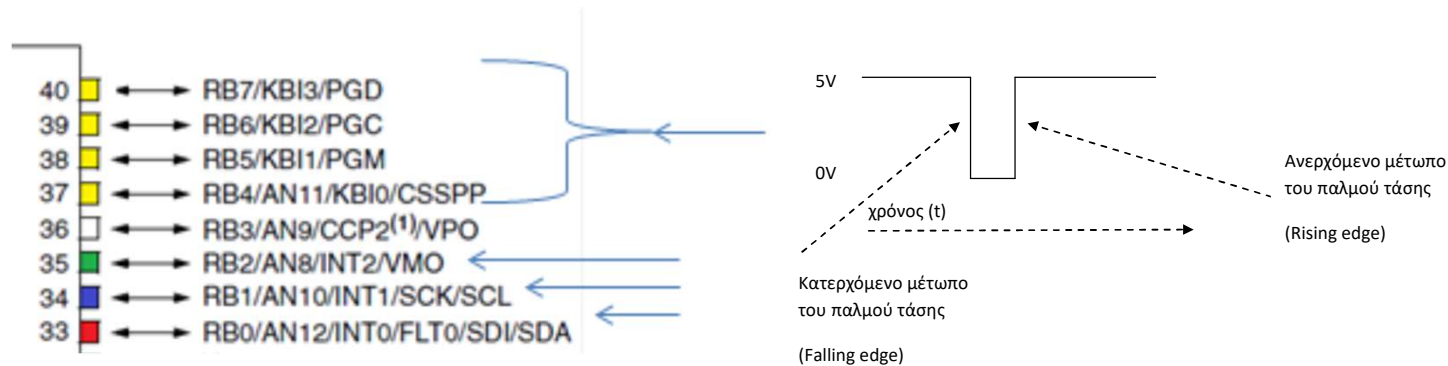 40 RB7/KBI3/PGD
39 RB6/KBI2/PGC
38 RB5/KBI1/PGM
37 RB4/AN11/KBI0/CSSPP
36 RB3/AN9/CCP2(1)/VPO
35 RB2/AN8/INT2/VMO
34 RB1/AN10/INT1/SCK/SCL
33 RB0/AN12/INT0/FLT0/SDI/SDA
5V
0V
χρόνος (t)
Κατερχόμενο μέτωπο
του παλμού τάσης
(Falling edge)
Ανερχόμενο μέτωπο
του παλμού τάσης
(Rising edge)